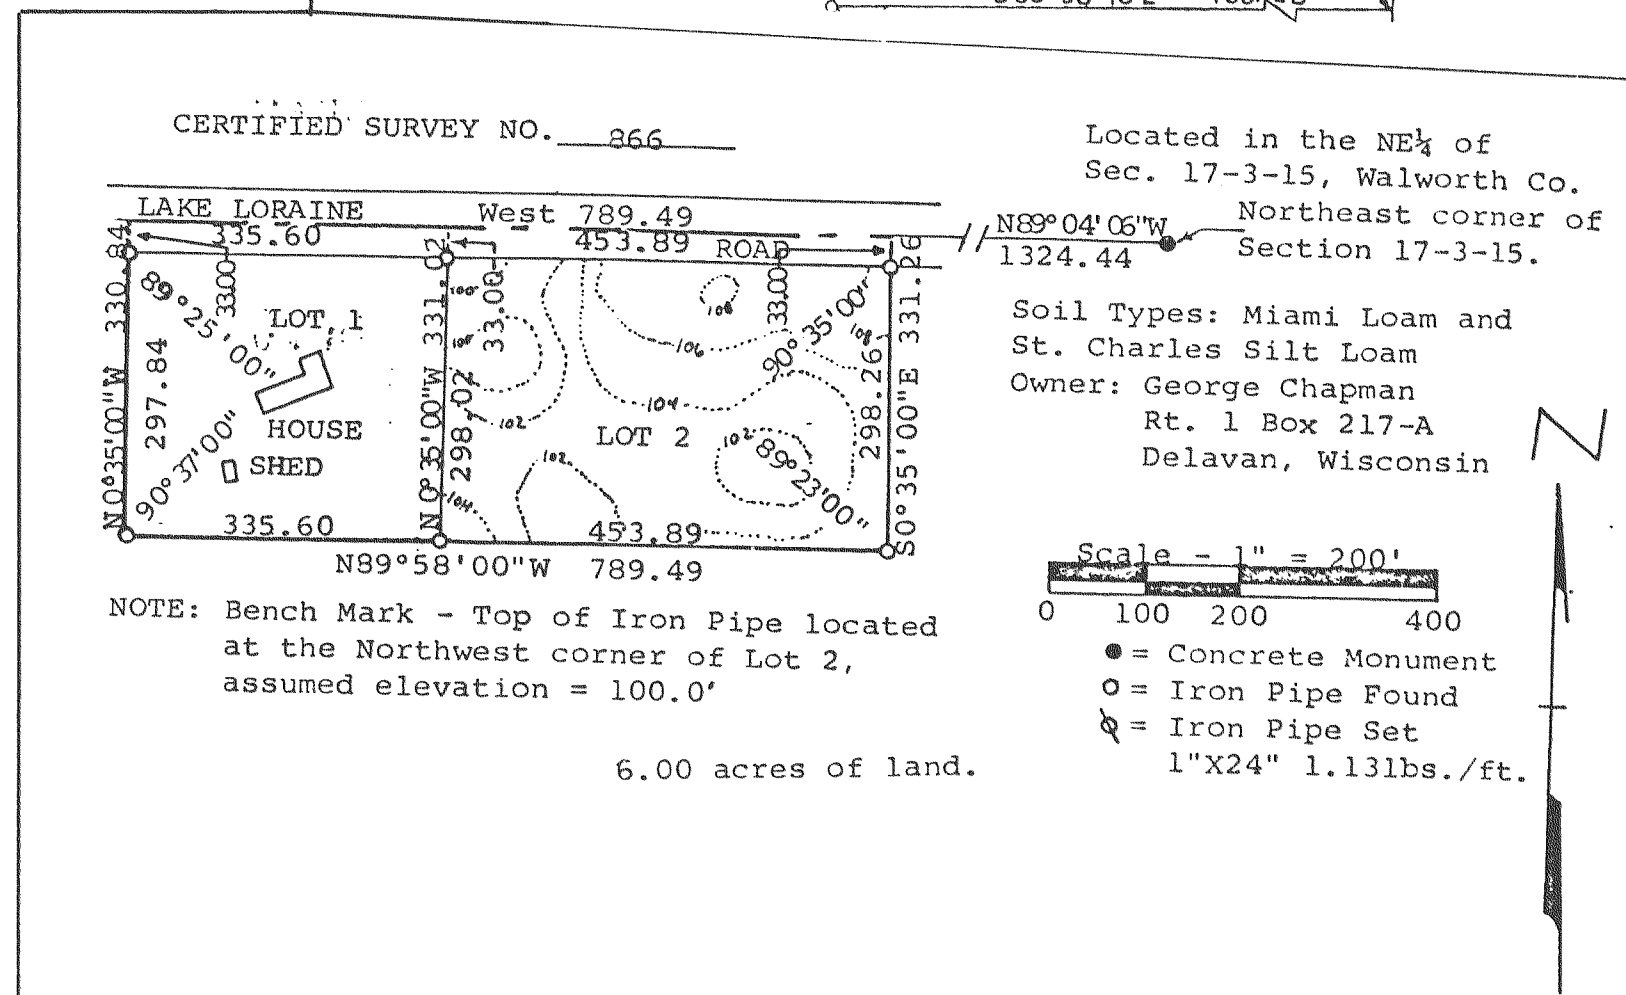 CERTIFIED SURVEY NO. 866
Located in the NE¼ of
Sec. 17-3-15, Walworth Co.
LAKE LORAINE
West 789.49
ROAD
N89°04'06"W
1324.44
Northeast corner of
Section 17-3-15.
335.60
453.89
330.84
331.02
331.26
33.00
33.00
33.00
89°25'00"
90°35'00"
LOT 1
HOUSE
SHED
LOT 2
N0°35'00"W
297.84
N0°35'00"W
298.02
298.26
S0°35'00"E
90°37'00"
89°23'00"
100
102
102
102
104
104
106
108
108
335.60
453.89
N89°58'00"W 789.49
Soil Types: Miami Loam and
St. Charles Silt Loam
Owner: George Chapman
Rt. 1 Box 217-A
Delavan, Wisconsin
N
Scale - 1" = 200'
0 100 200 400
= Concrete Monument
= Iron Pipe Found
= Iron Pipe Set
1"X24" 1.13lbs./ft.
NOTE: Bench Mark - Top of Iron Pipe located
at the Northwest corner of Lot 2,
assumed elevation = 100.0'
6.00 acres of land.